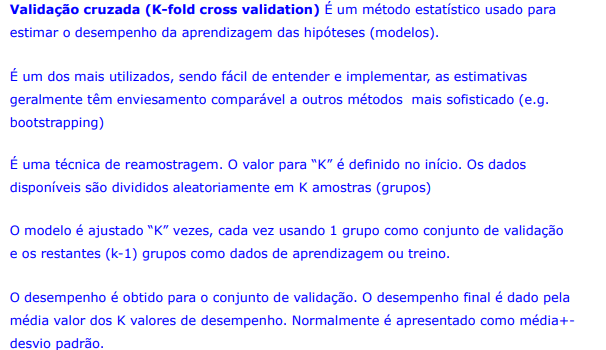 Validação cruzada (K-fold cross validation) É um método estatístico usado para
estimar o desempenho da aprendizagem das hipóteses (modelos).
É um dos mais utilizados, sendo fácil de entender e implementar, as estimativas
geralmente têm enviesamento comparável a outros métodos  mais sofisticado (e.g.
bootstrapping)
É uma técnica de reamostragem. O valor para “K” é definido no início. Os dados
disponíveis são divididos aleatoriamente em K amostras (grupos)
O modelo é ajustado “K” vezes, cada vez usando 1 grupo como conjunto de validação
e os restantes (k-1) grupos como dados de aprendizagem ou treino.
O desempenho é obtido para o conjunto de validação. O desempenho final é dado pela
média valor dos K valores de desempenho. Normalmente é apresentado como média+-
desvio padrão.